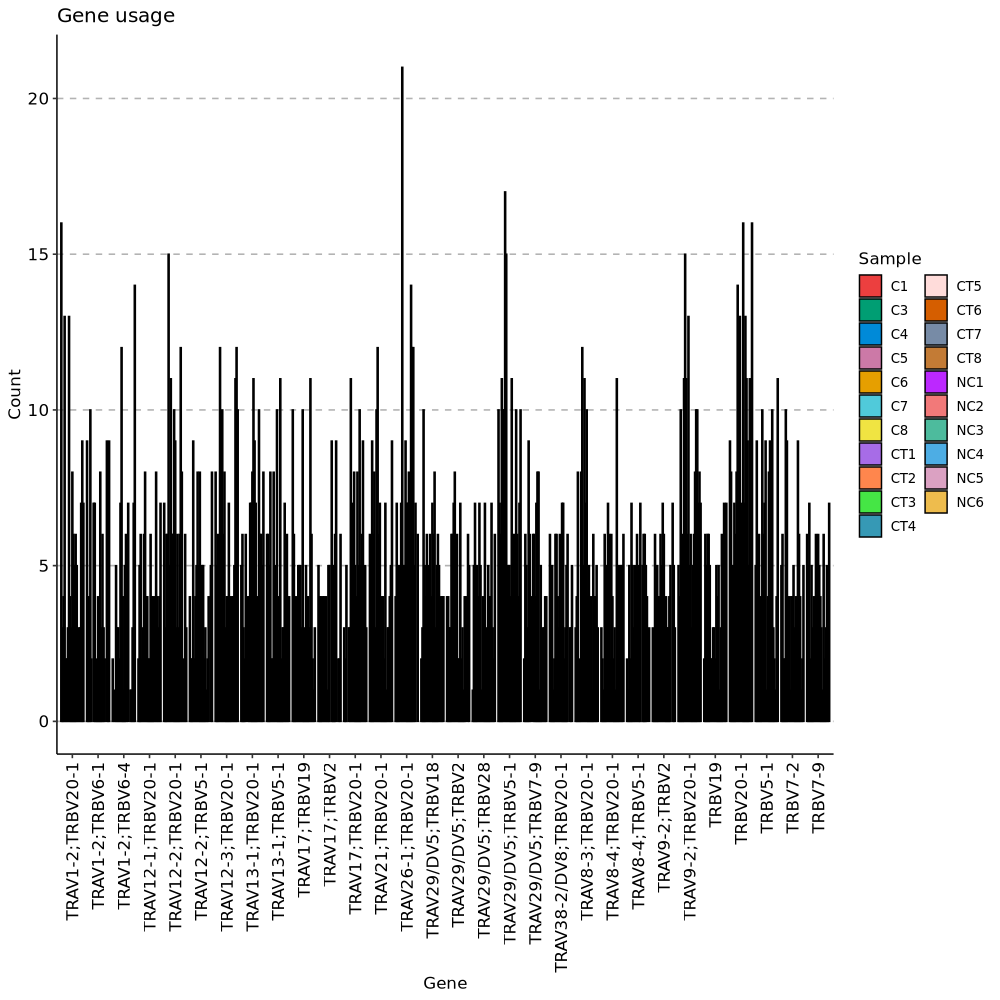 Gene usage
Count
20
15
10
5
0
TRAV1-2;TRBV20-1
TRAV1-2;TRBV6-1
TRAV1-2;TRBV6-4
TRAV12-1;TRBV20-1
TRAV12-2;TRBV20-1
TRAV12-2;TRBV5-1
TRAV12-3;TRBV20-1
TRAV13-1;TRBV20-1
TRAV13-1;TRBV5-1
TRAV17;TRBV19
TRAV17;TRBV2
TRAV17;TRBV20-1
TRAV21;TRBV20-1
TRAV26-1;TRBV20-1
TRAV29/DV5;TRBV18
TRAV29/DV5;TRBV2
TRAV29/DV5;TRBV28
TRAV29/DV5;TRBV5-1
TRAV29/DV5;TRBV7-9
TRAV38-2/DV8;TRBV20-1
TRAV8-3;TRBV20-1
TRAV8-4;TRBV20-1
TRAV8-4;TRBV5-1
TRAV9-2;TRBV2
TRAV9-2;TRBV20-1
TRBV19
TRBV20-1
TRBV5-1
TRBV7-2
TRBV7-9
Gene
Sample
C1
C3
C4
C5
C6
C7
C8
CT1
CT2
CT3
CT4
CT5
CT6
CT7
CT8
NC1
NC2
NC3
NC4
NC5
NC6